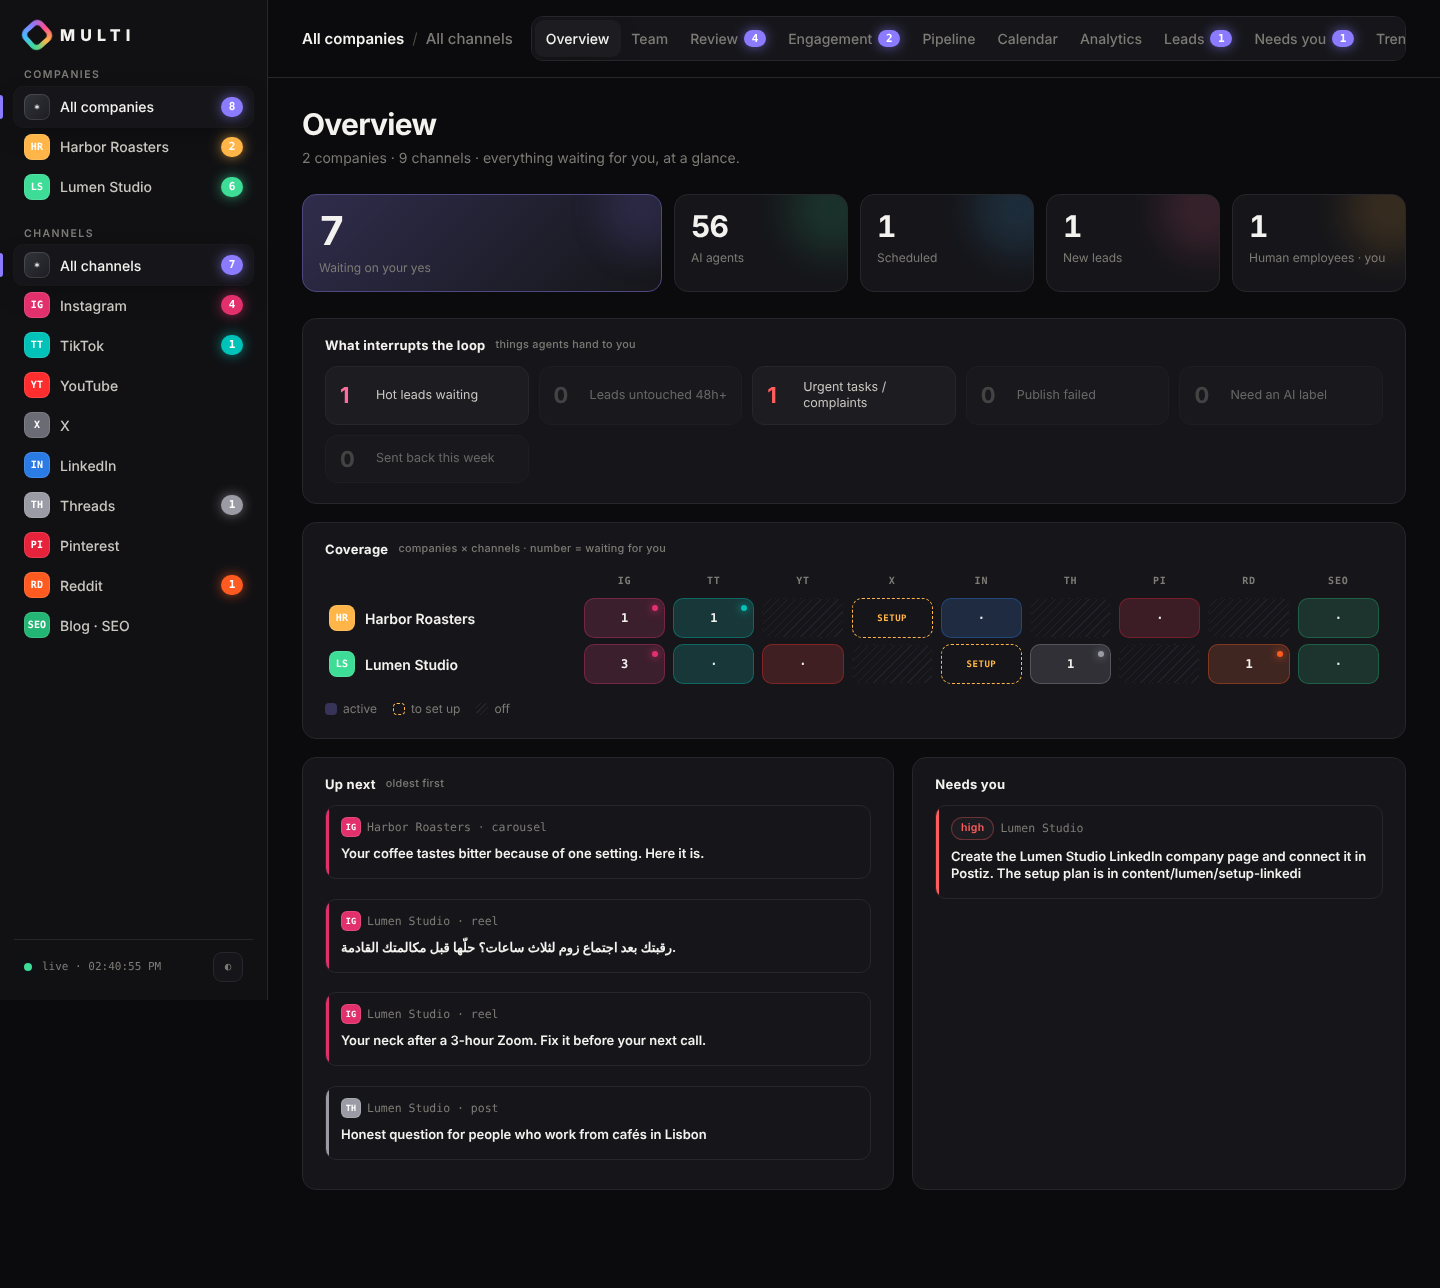 MULTI
COMPANIES
All companies 8
HR Harbor Roasters 2
LS Lumen Studio 6
CHANNELS
All channels 7
IG Instagram 4
TT TikTok 1
YT YouTube
X X
IN LinkedIn
TH Threads 1
PI Pinterest
RD Reddit 1
SEO Blog · SEO
live · 02:40:55 PM
All companies / All channels
Overview Team Review 4 Engagement 2 Pipeline Calendar Analytics Leads 1 Needs you 1 Tren
Overview
2 companies · 9 channels · everything waiting for you, at a glance.
7
Waiting on your yes
56
AI agents
1
Scheduled
1
New leads
1
Human employees · you
What interrupts the loop things agents hand to you
1 Hot leads waiting
0 Leads untouched 48h+
1 Urgent tasks /
complaints
0 Publish failed
0 Need an AI label
0 Sent back this week
Coverage companies × channels · number = waiting for you
IG TT YT X IN TH PI RD SEO
HR Harbor Roasters 1 1 SETUP · · ·
LS Lumen Studio 3 · · SETUP 1 1 ·
active to set up off
Up next oldest first
IG Harbor Roasters · carousel
Your coffee tastes bitter because of one setting. Here it is.
IG Lumen Studio · reel
رقبتك بعد اجتماع زوم لثلاث ساعات؟ حلّها قبل مكالمتك القادمة.
IG Lumen Studio · reel
Your neck after a 3-hour Zoom. Fix it before your next call.
TH Lumen Studio · post
Honest question for people who work from cafés in Lisbon
Needs you
high Lumen Studio
Create the Lumen Studio LinkedIn company page and connect it in
Postiz. The setup plan is in content/lumen/setup-linkedi